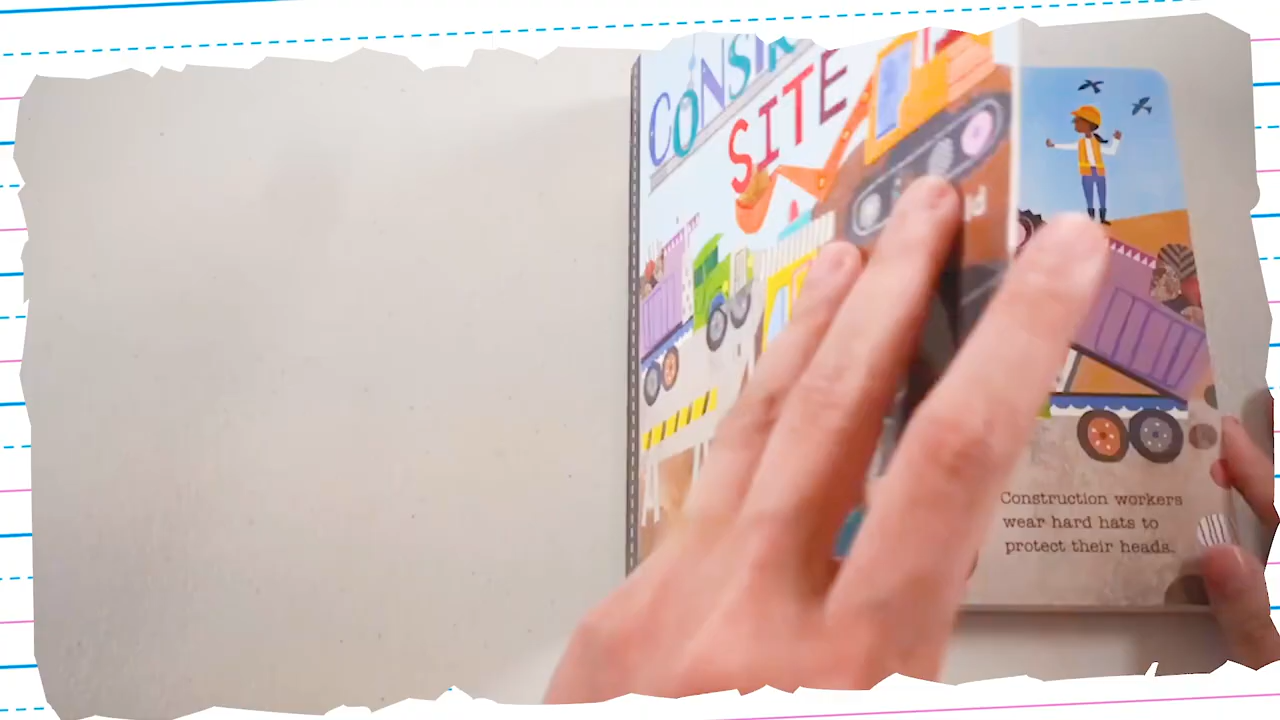 SITE
Construction workers
wear hard hats to
protect their heads.